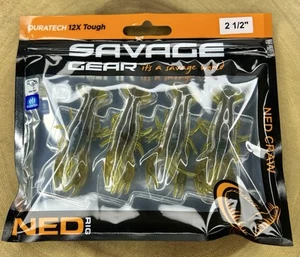 DURATECH 12X Tough
2 1/2"
SAVAGE
GEAR it's a savage world
NED CRAW
NED RIG